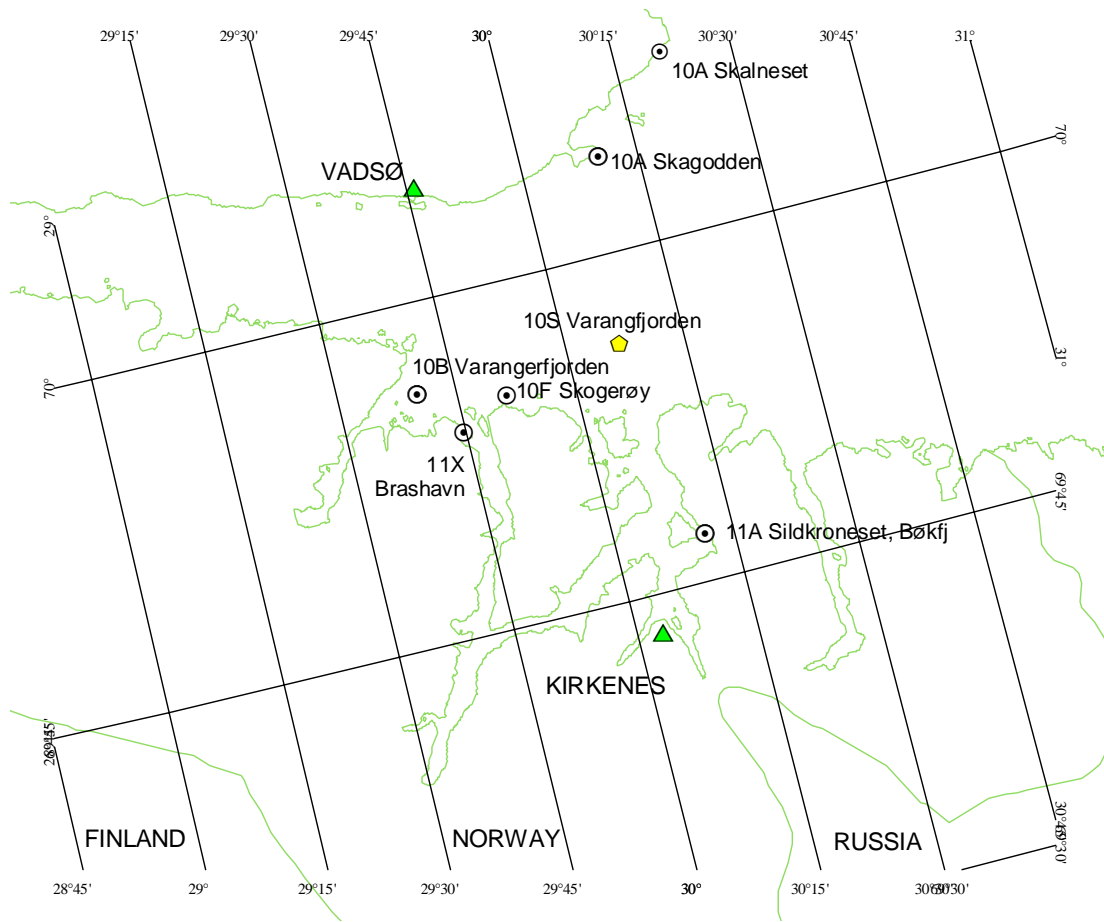 29°15'
29°30'
29°45'
30°
30°15'
30°30'
30°45'
31°
10A Skalneset
70°
10A Skagodden
VADSØ
29°
10S Varangfjorden
31°
10B Varangerfjorden
70°
10F Skogerøy
11X
Brashavn
69°45'
11A Sildkroneset, Bøkfj
KIRKENES
FINLAND
NORWAY
RUSSIA
28°45'
29°
29°15'
29°30'
29°45'
30°
30°15'